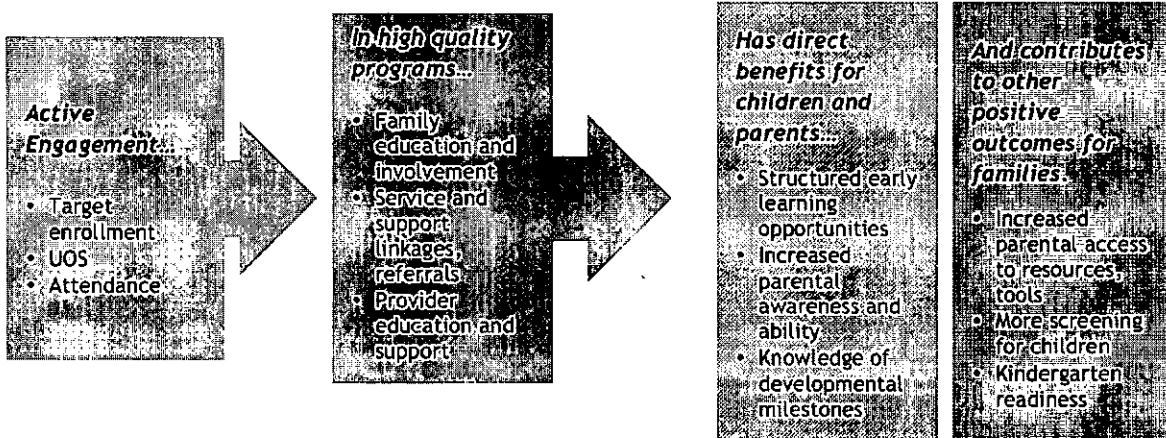 Active
Engagement...
• Target
enrollment
• UOS
• Attendance
In high quality
programs...
• Family
education and
involvement
• Service and
support
linkages,
referrals
• Provider
education and
support
Has direct
benefits for
children and
parents...
• Structured early
learning
opportunities
• Increased
parental
awareness and
ability
• Knowledge of
developmental
milestones
And contributes
to other
positive
outcomes for
families
• Increased
parental access
to resources,
tools
• More screening
for children
• Kindergarten
readiness